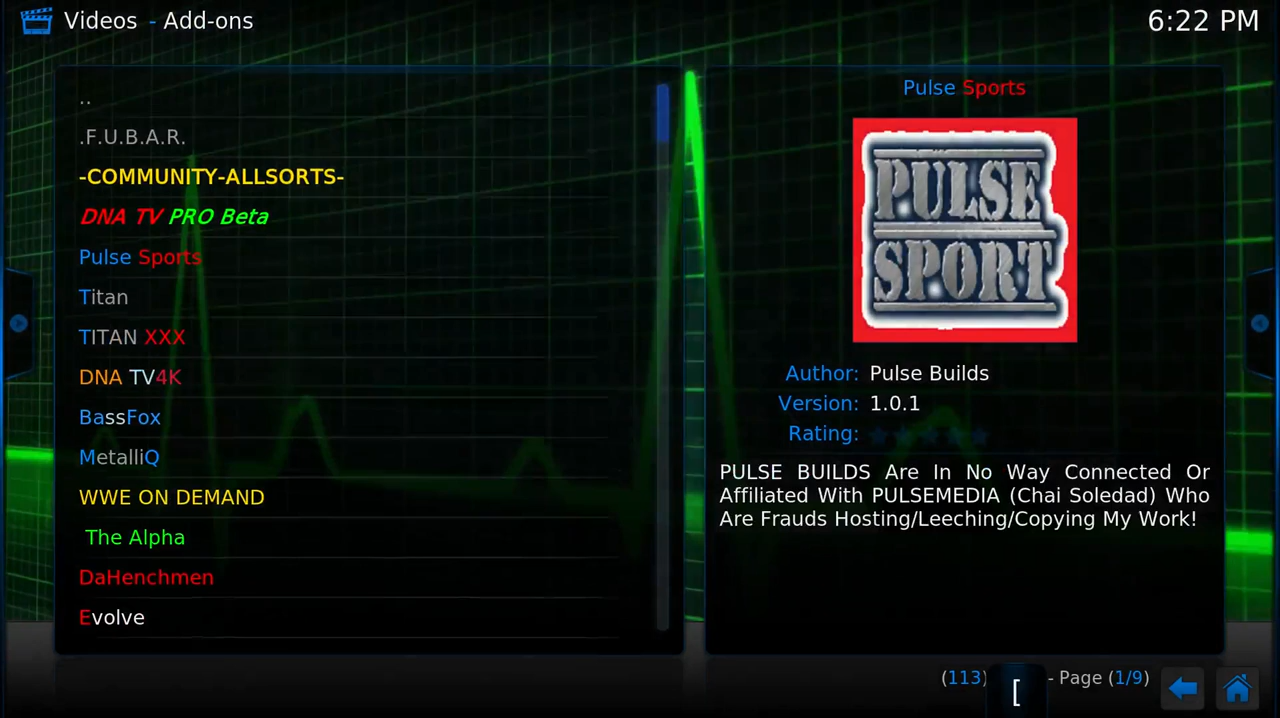 Videos - Add-ons
6:22 PM
..
.F.U.B.A.R.
-COMMUNITY-ALLSORTS-
DNA TV PRO Beta
Pulse Sports
Titan
TITAN XXX
DNA TV4K
BassFox
MetalliQ
WWE ON DEMAND
The Alpha
DaHenchmen
Evolve
Pulse Sports
PULSE
SPORT
Author: Pulse Builds
Version: 1.0.1
Rating:
PULSE BUILDS Are In No Way Connected Or
Affiliated With PULSEMEDIA (Chai Soledad) Who
Are Frauds Hosting/Leeching/Copying My Work!
(113) [ - Page (1/9)